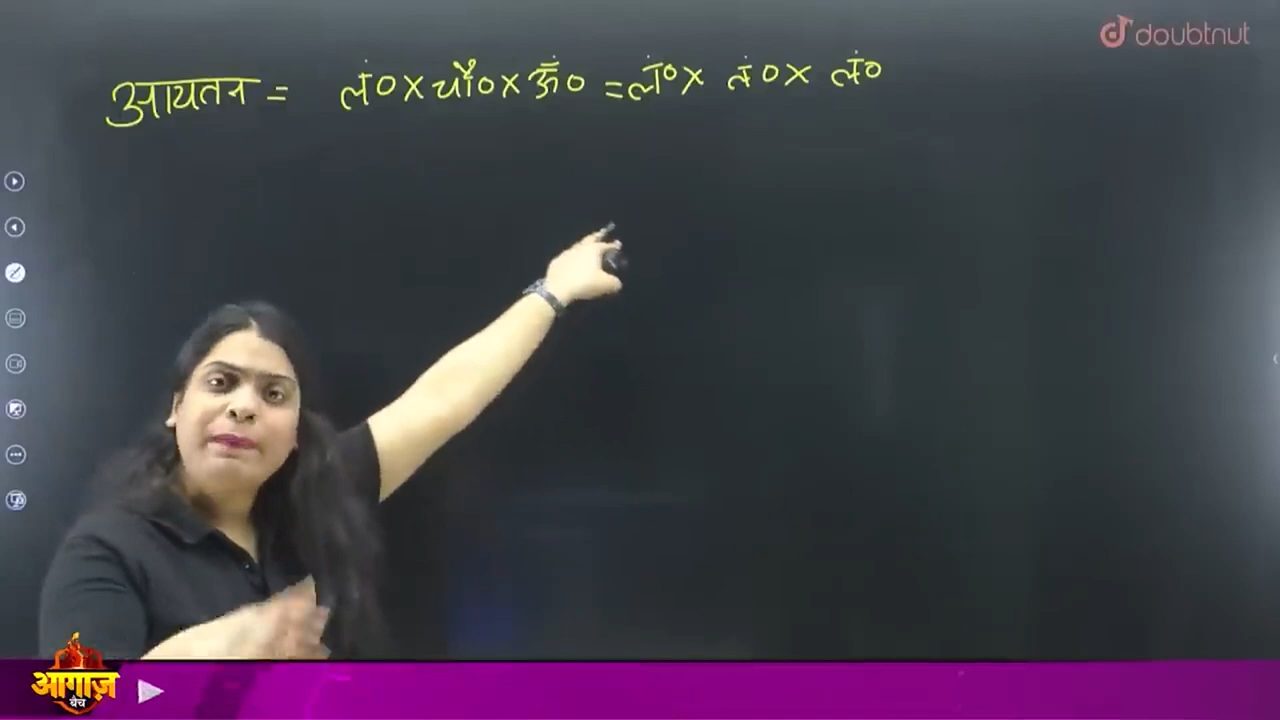 doubtnut
आयतन = लं० × चौ० × ऊं० = लं० × लं० × लं०
आगाज़
बैच